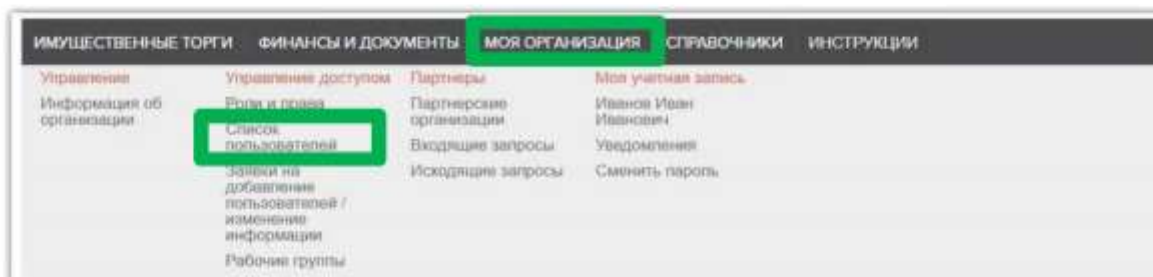 ИМУЩЕСТВЕННЫЕ ТОРГИ ФИНАНСЫ И ДОКУМЕНТЫ МОЯ ОРГАНИЗАЦИЯ СПРАВОЧНИКИ ИНСТРУКЦИИ
Управление
Информация об
организации
Управление доступом
Роли и права
Список
пользователей
Заявки на
добавление
пользователей /
изменение
информации
Рабочие группы
Партнеры
Партнерские
организации
Входящие запросы
Исходящие запросы
Моя учетная запись
Иванов Иван
Иванович
Уведомления
Сменить пароль